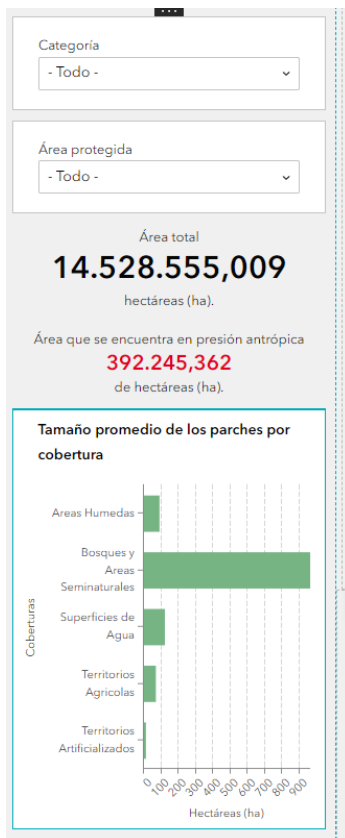 Categoría
- Todo -
Área protegida
- Todo -
Área total
14.528.555,009
hectáreas (ha).
Área que se encuentra en presión antrópica
392.245,362
de hectáreas (ha).
Tamaño promedio de los parches por
cobertura
Coberturas
Areas Humedas
Bosques y
Areas
Seminaturales
Superficies de
Agua
Territorios
Agricolas
Territorios
Artificializados
0 100 200 300 400 500 600 700 800 900
Hectáreas (ha)